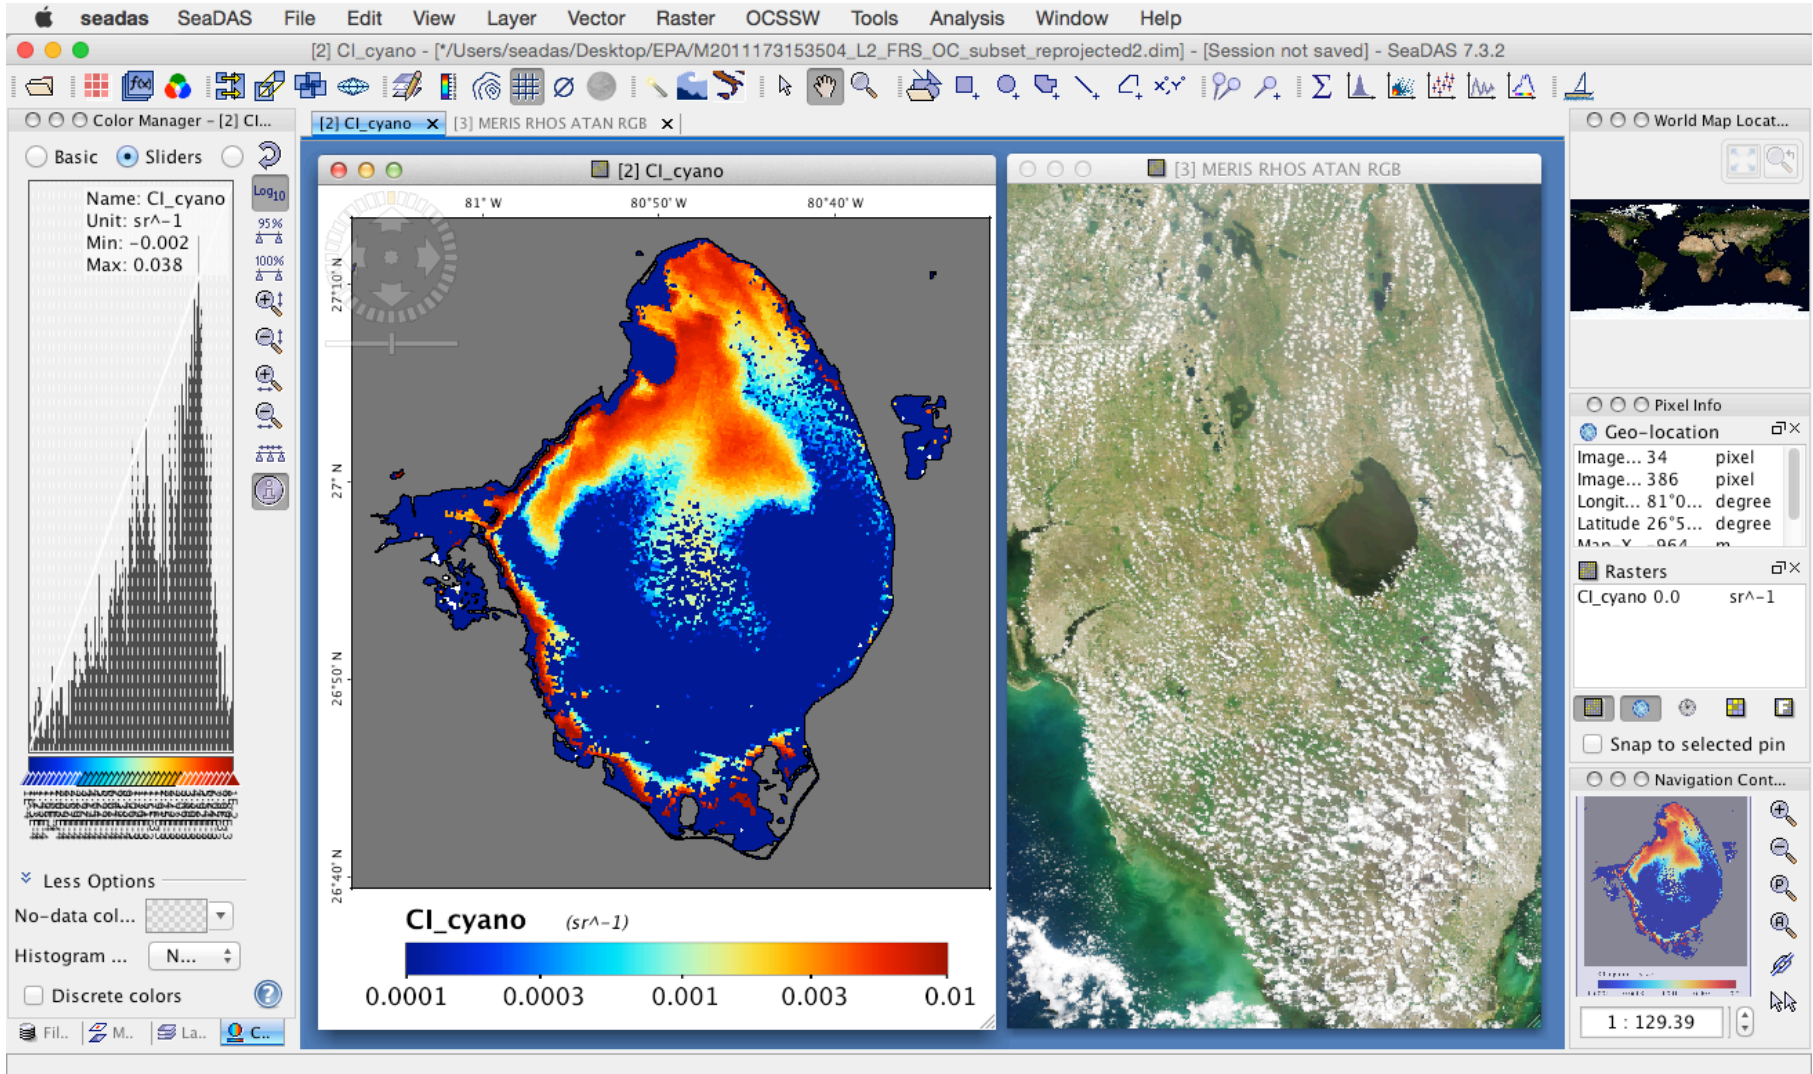 seadas SeaDAS File Edit View Layer Vector Raster OCSSW Tools Analysis Window Help
[2] CI_cyano - [*/Users/seadas/Desktop/EPA/M2011173153504_L2_FRS_OC_subset_reprojected2.dim] - [Session not saved] - SeaDAS 7.3.2
f(x)
Σ
Color Manager - [2] CI...
Basic Sliders
Name: CI_cyano
Unit: sr^-1
Min: -0.002
Max: 0.038
Log10
95%
100%
Less Options
No-data col...
Histogram ... N...
Discrete colors
?
Fil.. M.. La.. C..
[2] CI_cyano X [3] MERIS RHOS ATAN RGB X
[2] CI_cyano
81° W 80°50' W 80°40' W
27°10' N
27° N
26°50' N
26°40' N
CI_cyano (sr^-1)
0.0001 0.0003 0.001 0.003 0.01
[3] MERIS RHOS ATAN RGB
World Map Locat...
Pixel Info
Geo-location
Image... 34 pixel
Image... 386 pixel
Longit... 81°0... degree
Latitude 26°5... degree
Map-X -964 m
Rasters
CI_cyano 0.0 sr^-1
Snap to selected pin
Navigation Cont...
1 : 129.39